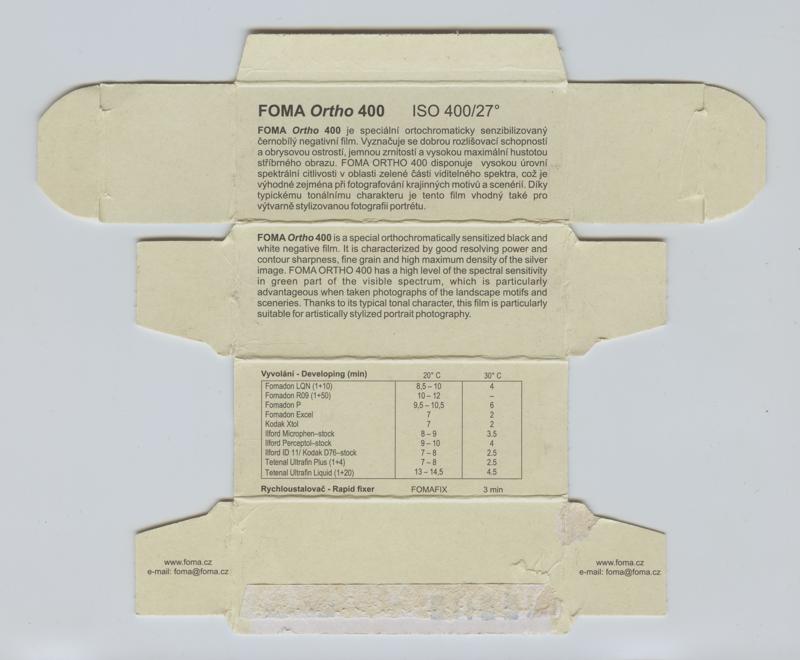 FOMA Ortho 400 ISO 400/27°
FOMA Ortho 400 je speciální ortochromaticky senzibilizovaný
černobílý negativní film. Vyznačuje se dobrou rozlišovací schopností
a obrysovou ostrostí, jemnou zrnitostí a vysokou maximální hustotou
stříbrného obrazu. FOMA ORTHO 400 disponuje vysokou úrovní
spektrální citlivosti v oblasti zelené části viditelného spektra, což je
výhodné zejména při fotografování krajinných motivů a scenérií. Díky
typickému tonálnímu charakteru je tento film vhodný také pro
výtvarně stylizovanou fotografii portrétu.
FOMA Ortho 400 is a special orthochromatically sensitized black and
white negative film. It is characterized by good resolving power and
contour sharpness, fine grain and high maximum density of the silver
image. FOMA ORTHO 400 has a high level of the spectral sensitivity
in green part of the visible spectrum, which is particularly
advantageous when taken photographs of the landscape motifs and
sceneries. Thanks to its typical tonal character, this film is particularly
suitable for artistically stylized portrait photography.
Vyvolání - Developing (min) 20° C 30° C
Fomadon LQN (1+10) 8,5 – 10 4
Fomadon R09 (1+50) 10 – 12 –
Fomadon P 9,5 – 10,5 6
Fomadon Excel 7 2
Kodak Xtol 7 2
Ilford Microphen–stock 8 – 9 3.5
Ilford Perceptol–stock 9 – 10 4
Ilford ID 11/ Kodak D76–stock 7 – 8 2.5
Tetenal Ultrafin Plus (1+4) 7 – 8 2.5
Tetenal Ultrafin Liquid (1+20) 13 – 14,5 4.5
Rychloustalovač - Rapid fixer FOMAFIX 3 min
www.foma.cz
e-mail: foma@foma.cz
www.foma.cz
e-mail: foma@foma.cz